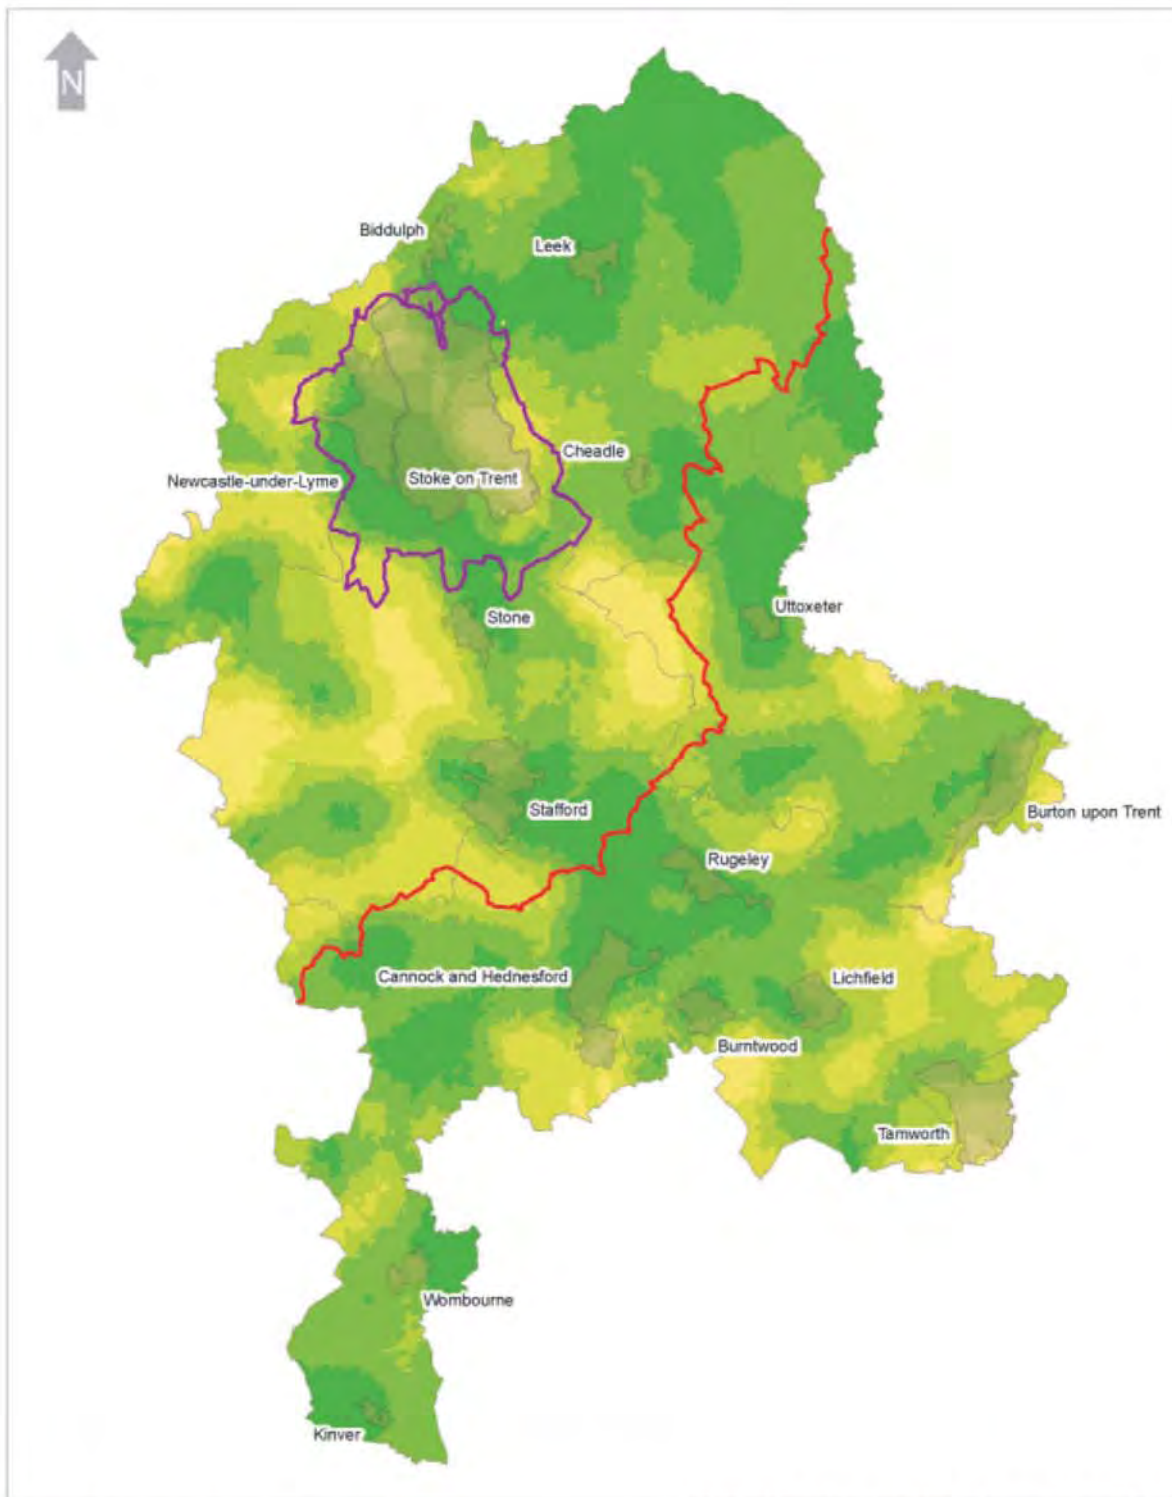 N
Biddulph
Leek
Cheadle
Newcastle-under-Lyme
Stoke on Trent
Uttoxeter
Stone
Stafford
Burton upon Trent
Rugeley
Cannock and Hednesford
Lichfield
Burntwood
Tamworth
Wombourne
Kinver